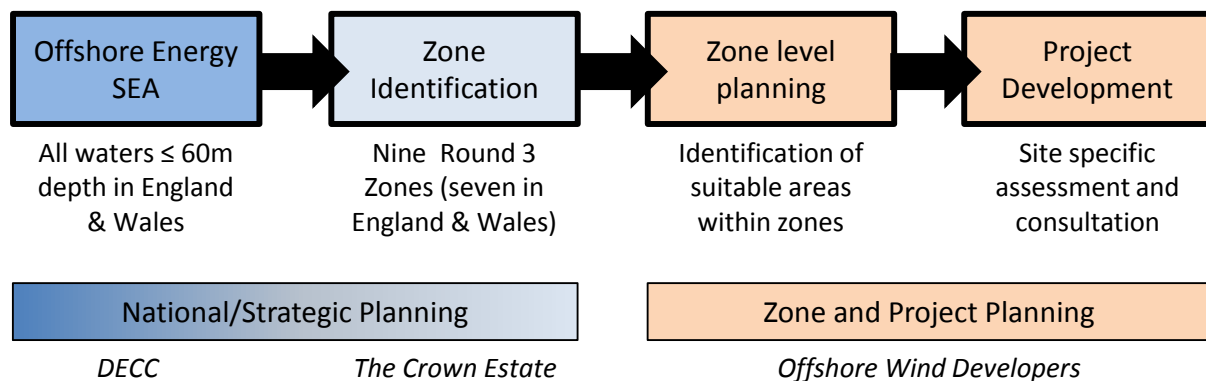 Offshore Energy
SEA
Zone
Identification
Zone level
planning
Project
Development
All waters ≤ 60m
depth in England
& Wales
Nine Round 3
Zones (seven in
England & Wales)
Identification of
suitable areas
within zones
Site specific
assessment and
consultation
National/Strategic Planning
Zone and Project Planning
DECC
The Crown Estate
Offshore Wind Developers